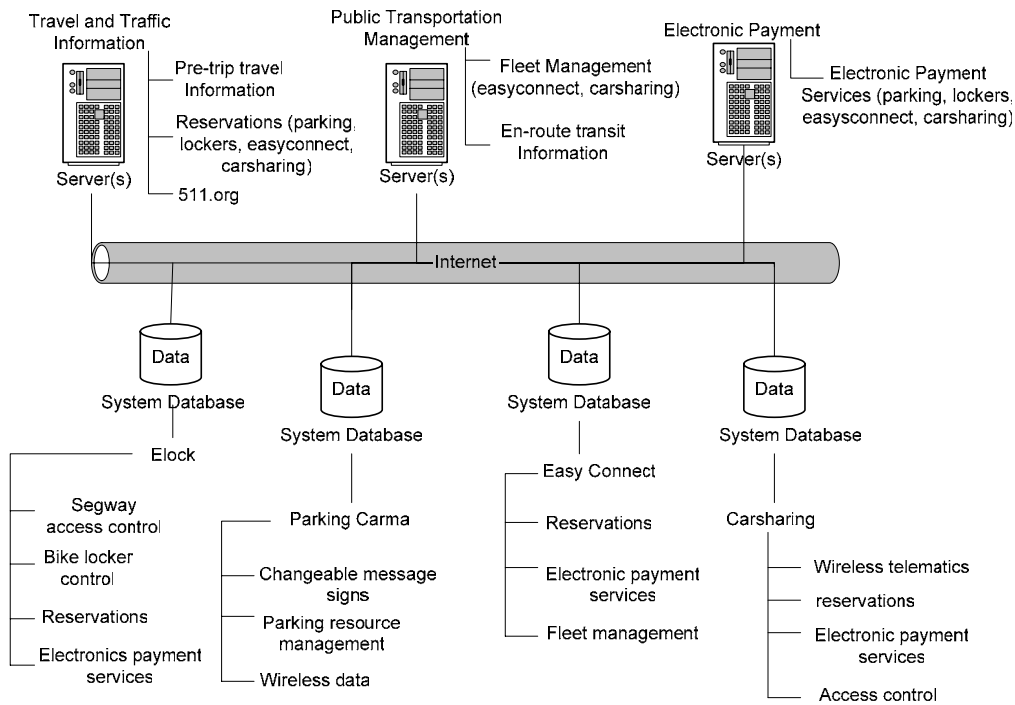 Travel and Traffic
Information
Pre-trip travel
Information
Reservations (parking,
lockers, easyconnect,
carsharing)
511.org
Server(s)
Public Transportation
Management
Fleet Management
(easyconnect, carsharing)
En-route transit
Information
Server(s)
Electronic Payment
Electronic Payment
Services (parking, lockers,
easysconnect, carsharing)
Server(s)
Internet
Data
System Database
Elock
Segway
access control
Bike locker
control
Reservations
Electronics payment
services
Data
System Database
Parking Carma
Changeable message
signs
Parking resource
management
Wireless data
Data
System Database
Easy Connect
Reservations
Electronic payment
services
Fleet management
Data
System Database
Carsharing
Wireless telematics
reservations
Electronic payment
services
Access control